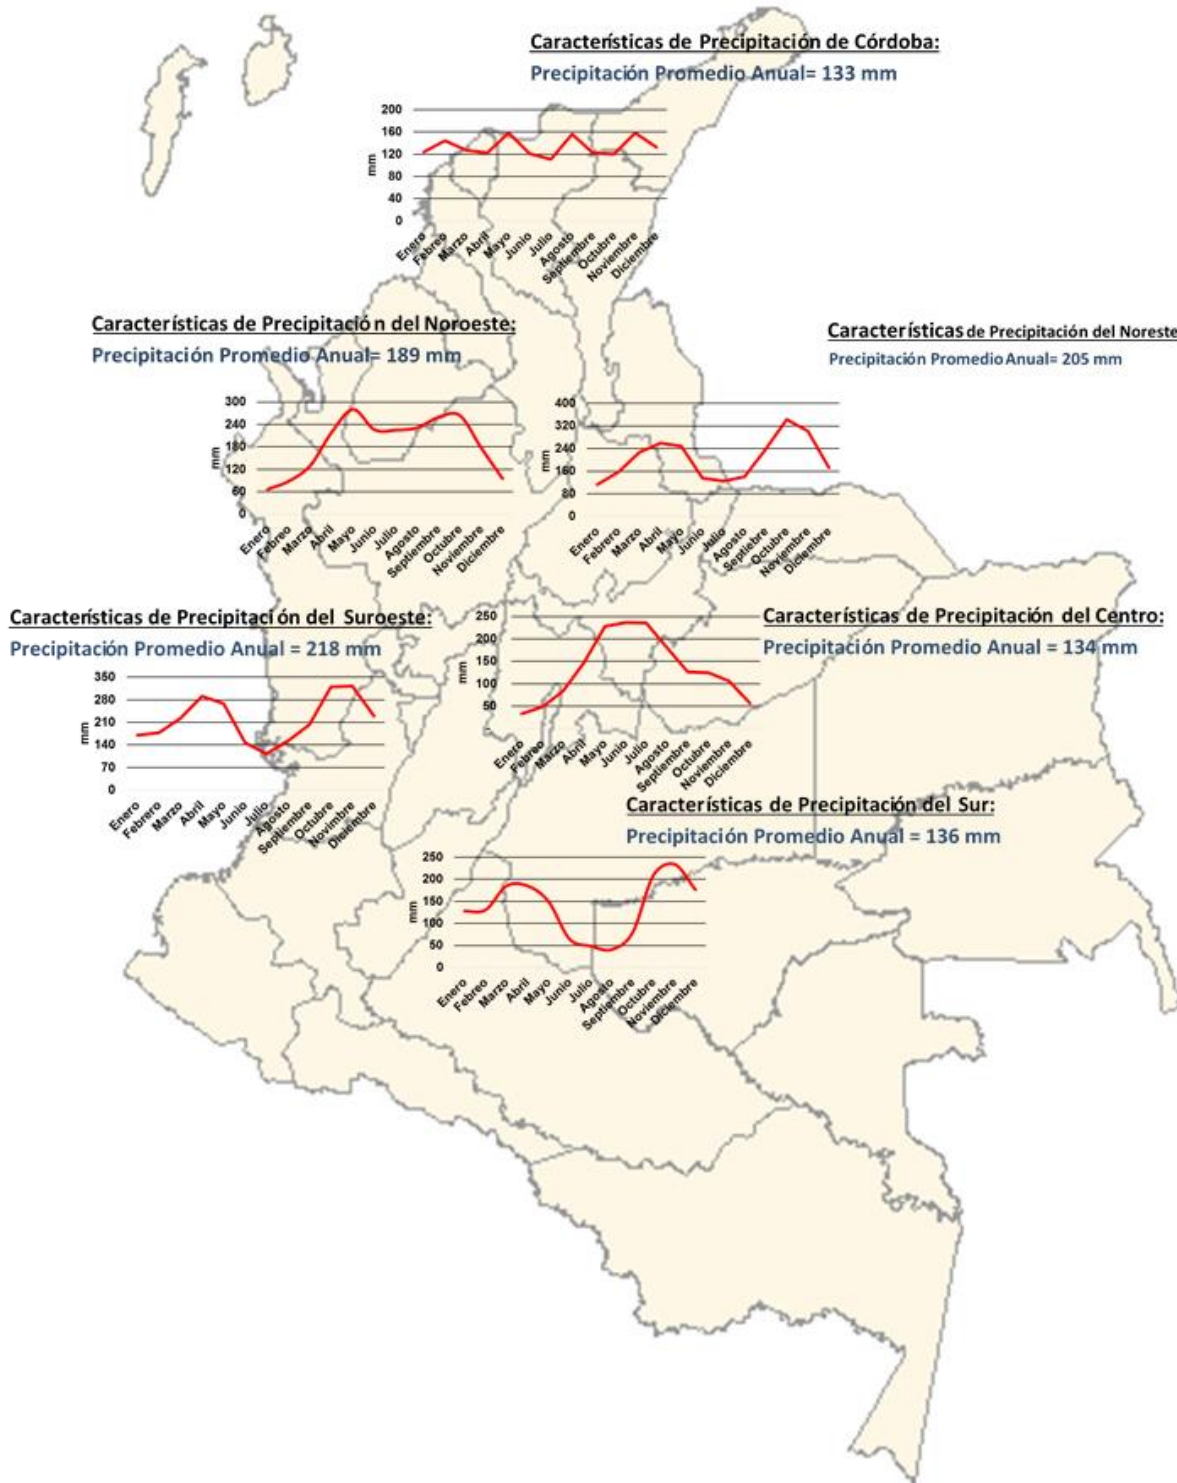 Características de Precipitación de Córdoba:
Precipitación Promedio Anual= 133 mm
200
160
120
80
40
0
mm
Enero
Febreo
Marzo
Abril
Mayo
Junio
Julio
Agosto
Septiembre
Octubre
Noviembre
Diciembre
Características de Precipitación del Noroeste:
Precipitación Promedio Anual= 189 mm
300
240
180
120
60
0
mm
Enero
Febreo
Marzo
Abril
Mayo
Junio
Julio
Agosto
Septiembre
Octubre
Noviembre
Diciembre
Características de Precipitación del Noreste
Precipitación Promedio Anual= 205 mm
400
320
240
160
80
0
mm
Enero
Febrero
Marzo
Abril
Mayo
Junio
Julio
Agosto
Septiembre
Octubre
Noviembre
Diciembre
Características de Precipitación del Suroeste:
Precipitación Promedio Anual = 218 mm
350
280
210
140
70
0
mm
Enero
Febrero
Marzo
Abril
Mayo
Junio
Julio
Agosto
Septiembre
Octubre
Novimbre
Diciembre
Características de Precipitación del Centro:
Precipitación Promedio Anual= 134 mm
250
200
150
100
50
mm
Enero
Febreo
Marzo
Abril
Mayo
Junio
Julio
Agosto
Septiembre
Octubre
Noviembre
Diciembre
Características de Precipitación del Sur:
Precipitación Promedio Anual = 136 mm
250
200
150
100
50
0
mm
Enero
Febreo
Marzo
Abril
Mayo
Junio
Julio
Agosto
Septiembre
Octubre
Noviembre
Diciembre